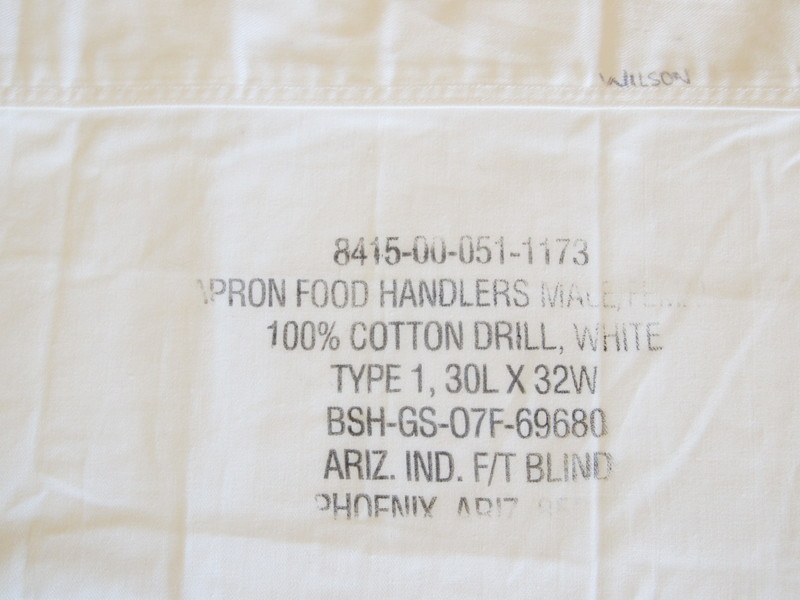 WILSON
8415-00-051-1173
APRON FOOD HANDLERS MALE,
100% COTTON DRILL, WHITE
TYPE 1, 30L X 32W
BSH-GS-07F-69680
ARIZ. IND. F/T BLIND
PHOENIX, ARIZ.